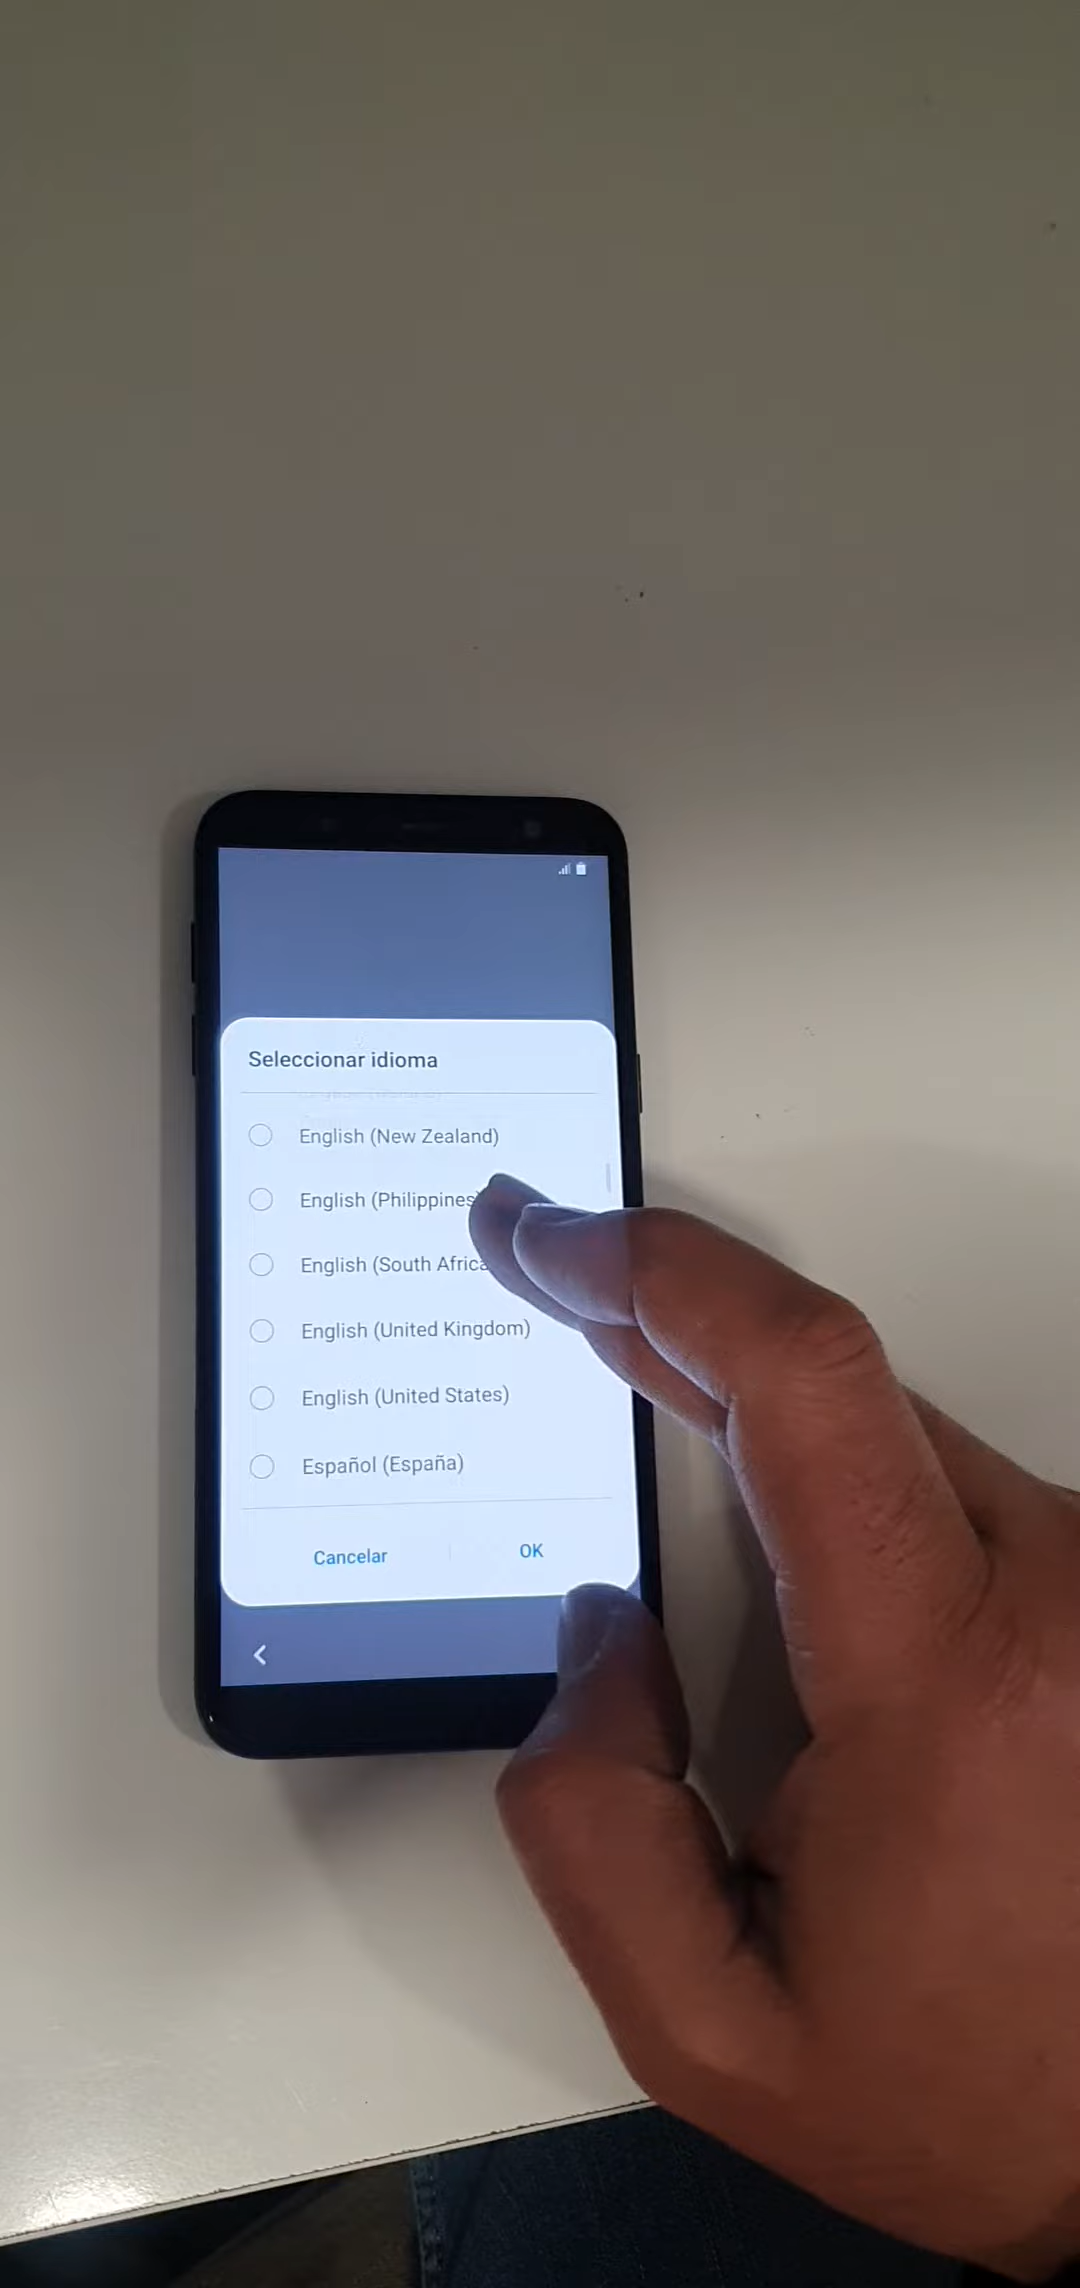 Seleccionar idioma
English (New Zealand)
English (Philippines
English (South Africa
English (United Kingdom)
English (United States)
Español (España)
Cancelar
OK